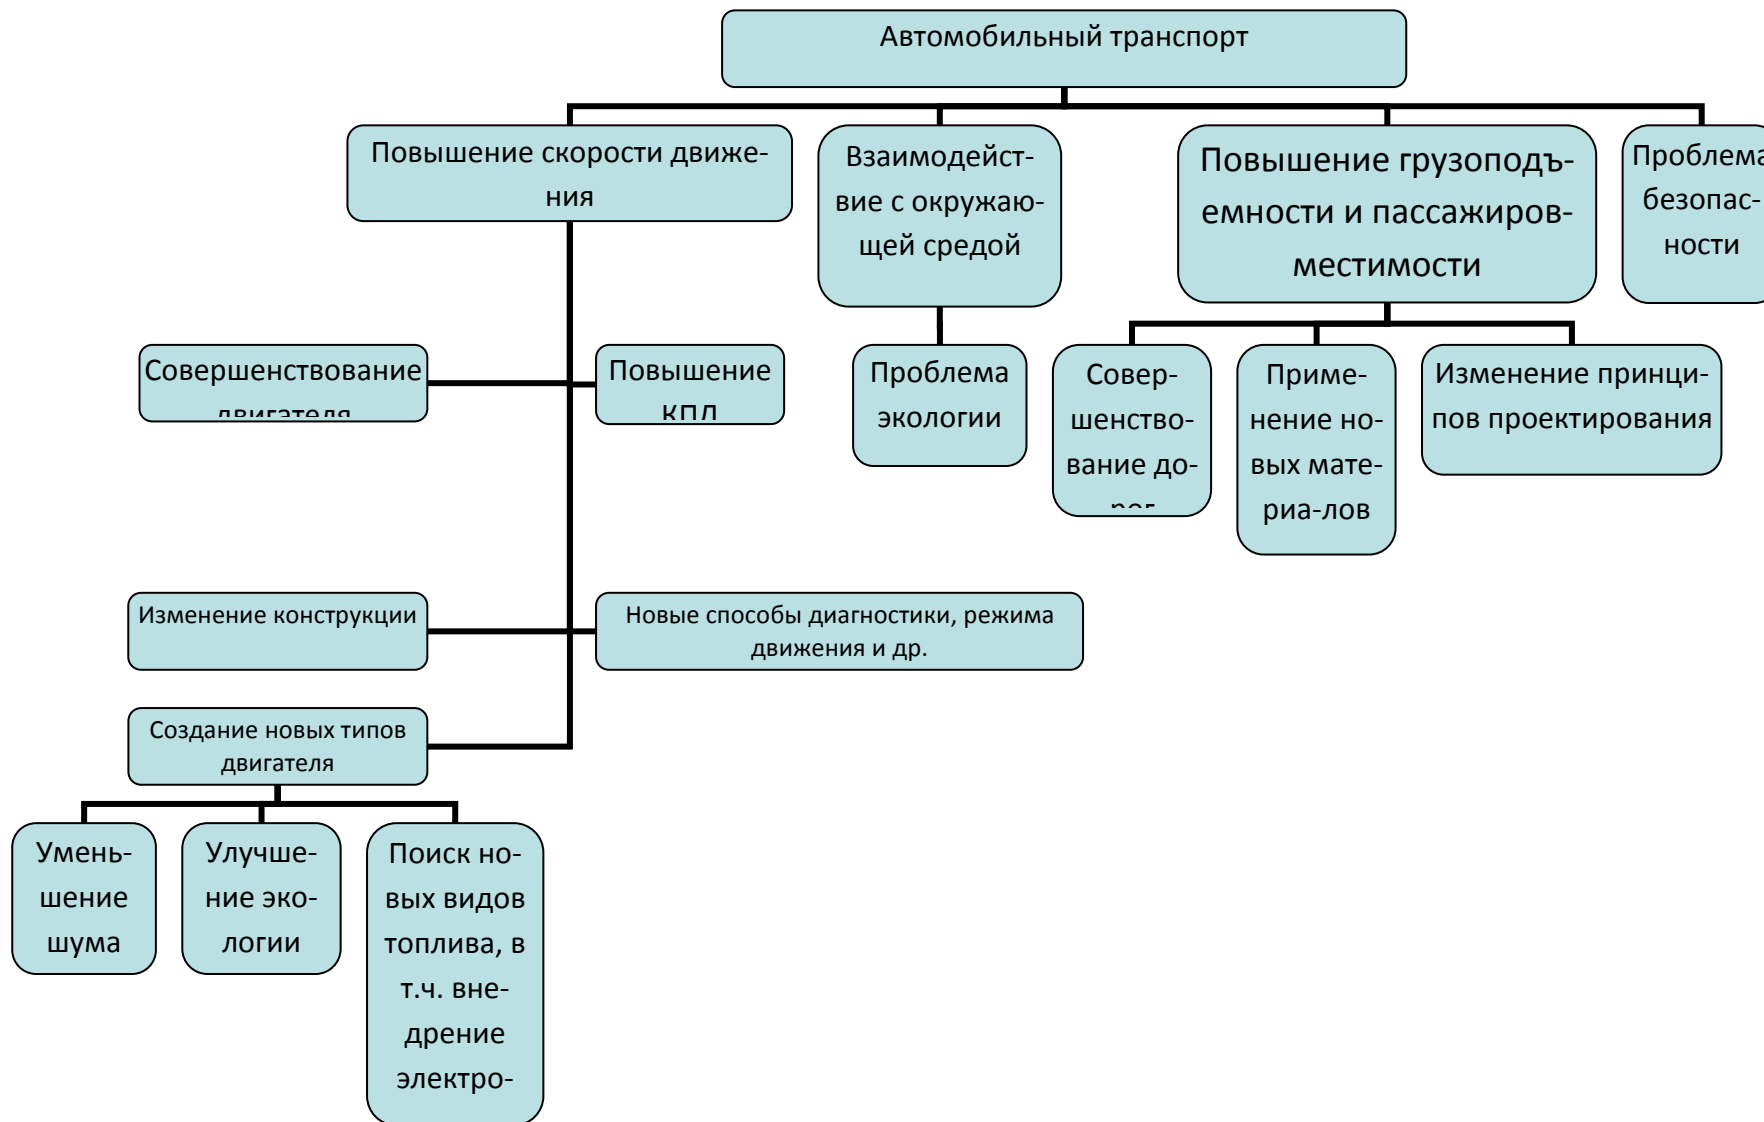 Автомобильный транспорт
Повышение скорости движе-
ния
Взаимодейст-
вие с окружаю-
щей средой
Повышение грузоподъ-
емности и пассажиров-
местимости
Проблема
безопас-
ности
Совершенствование
двигателя
Повышение
КПД
Проблема
экологии
Совер-
шенство-
вание до-
рог
Приме-
нение но-
вых мате-
риа-лов
Изменение принци-
пов проектирования
Изменение конструкции
Новые способы диагностики, режима
движения и др.
Создание новых типов
двигателя
Умень-
шение
шума
Улучше-
ние эко-
логии
Поиск но-
вых видов
топлива, в
т.ч. вне-
дрение
электро-